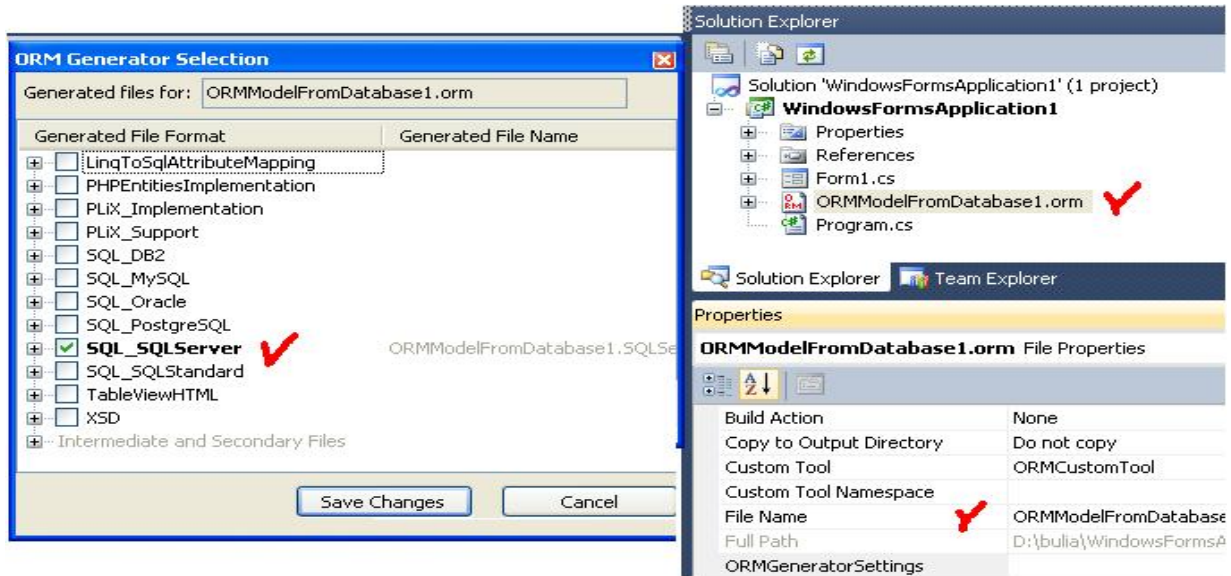 ORM Generator Selection
Generated files for: ORMModelFromDatabase1.orm
Generated File Format Generated File Name
LinqToSqlAttributeMapping
PHPEntitiesImplementation
PLiX_Implementation
PLiX_Support
SQL_DB2
SQL_MySQL
SQL_Oracle
SQL_PostgreSQL
SQL_SQLServer ORMModelFromDatabase1.SQLSe
SQL_SQLStandard
TableViewHTML
XSD
Intermediate and Secondary Files
Save Changes Cancel
Solution Explorer
Solution 'WindowsFormsApplication1' (1 project)
WindowsFormsApplication1
Properties
References
Form1.cs
ORMModelFromDatabase1.orm
Program.cs
Solution Explorer Team Explorer
Properties
ORMModelFromDatabase1.orm File Properties
Build Action None
Copy to Output Directory Do not copy
Custom Tool ORMCustomTool
Custom Tool Namespace
File Name ORMModelFromDatabase
Full Path D:\bulia\WindowsFormsA
ORMGeneratorSettings